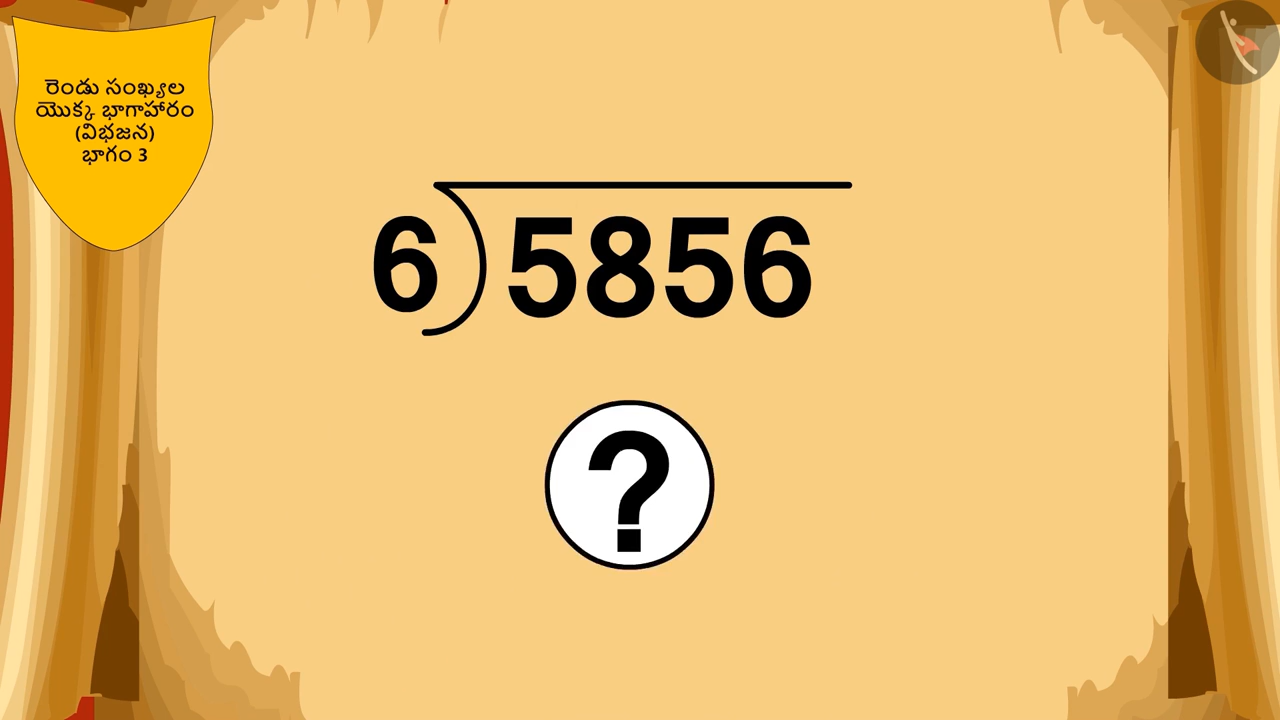 రెండు సంఖ్యల
యొక్క భాగాహారం
(విభజన)
భాగం 3
6 5856
?